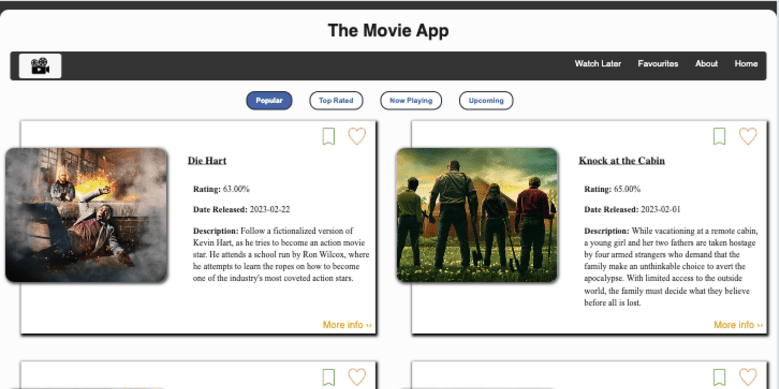 The Movie App
Watch Later Favourites About Home
Popular Top Rated Now Playing Upcoming
Die Hart
Rating: 63.00%
Date Released: 2023-02-22
Description: Follow a fictionalized version of
Kevin Hart, as he tries to become an action movie
star. He attends a school run by Ron Wilcox, where
he attempts to learn the ropes on how to become
one of the industry's most coveted action stars.
More info ››
Knock at the Cabin
Rating: 65.00%
Date Released: 2023-02-01
Description: While vacationing at a remote cabin,
a young girl and her two fathers are taken hostage
by four armed strangers who demand that the
family make an unthinkable choice to avert the
apocalypse. With limited access to the outside
world, the family must decide what they believe
before all is lost.
More info ››